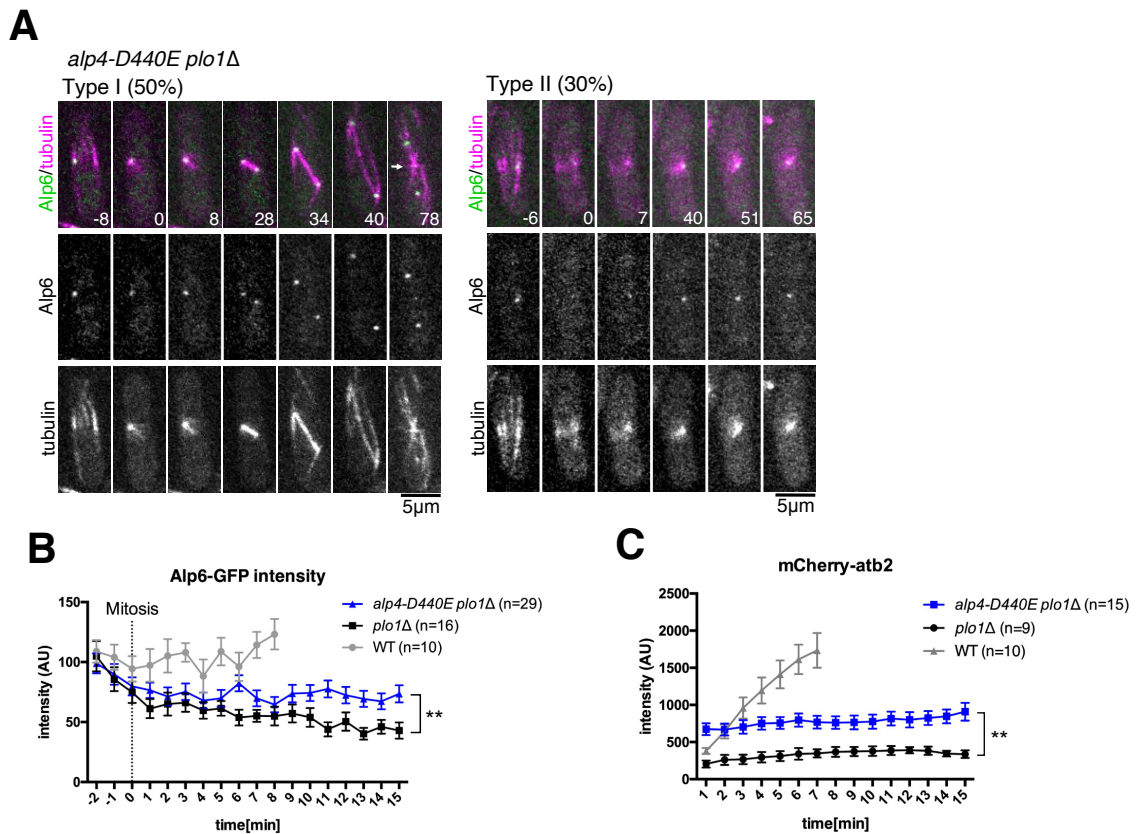 A
alp4-D440E plo1Δ
Type I (50%)
Type II (30%)
Alp6/tubulin
-8 0 8 28 34 40 78
Alp6/tubulin
-6 0 7 40 51 65
Alp6
Alp6
tubulin
tubulin
5μm
5μm
B
Alp6-GFP intensity
Mitosis
alp4-D440E plo1Δ (n=29)
plo1Δ (n=16)
WT (n=10)
intensity (AU)
150
100
50
0
**
-2 -1 0 1 2 3 4 5 6 7 8 9 10 11 12 13 14 15
time[min]
C
mCherry-atb2
alp4-D440E plo1Δ (n=15)
plo1Δ (n=9)
WT (n=10)
intensity (AU)
2500
2000
1500
1000
500
0
**
1 2 3 4 5 6 7 8 9 10 11 12 13 14 15
time[min]